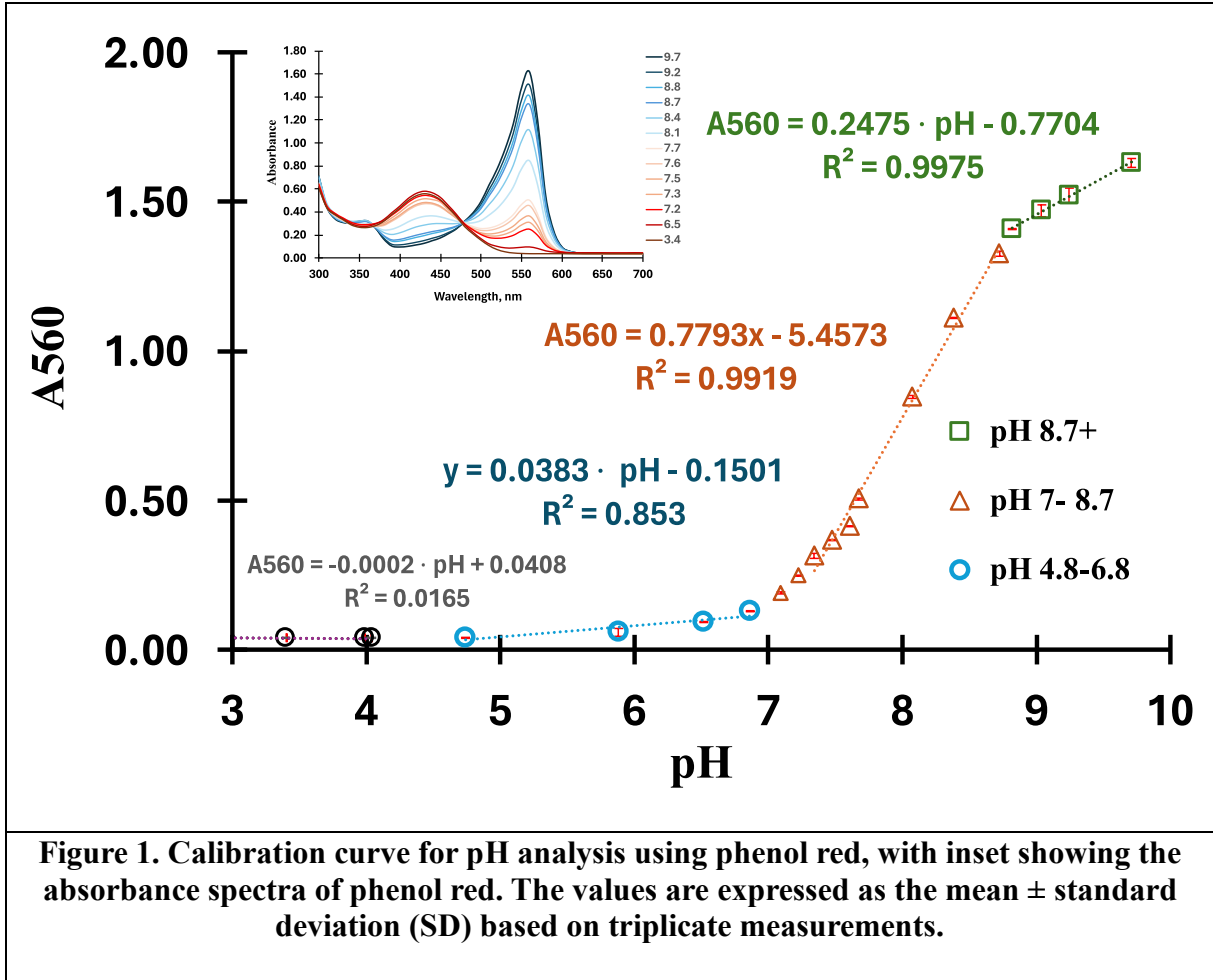 2.00
1.50
1.00
0.50
0.00
A560
3
4
5
6
7
8
9
10
pH
1.80
1.60
1.40
1.20
1.00
0.80
0.60
0.40
0.20
0.00
Absorbance
300
350
400
450
500
550
600
650
700
Wavelength, nm
9.7
9.2
8.8
8.7
8.4
8.1
7.7
7.6
7.5
7.3
7.2
6.5
3.4
A560 = 0.2475 · pH - 0.7704
R² = 0.9975
A560 = 0.7793x - 5.4573
R² = 0.9919
y = 0.0383 · pH - 0.1501
R² = 0.853
A560 = -0.0002 · pH + 0.0408
R² = 0.0165
pH 8.7+
pH 7- 8.7
pH 4.8-6.8
Figure 1. Calibration curve for pH analysis using phenol red, with inset showing the
absorbance spectra of phenol red. The values are expressed as the mean ± standard
deviation (SD) based on triplicate measurements.